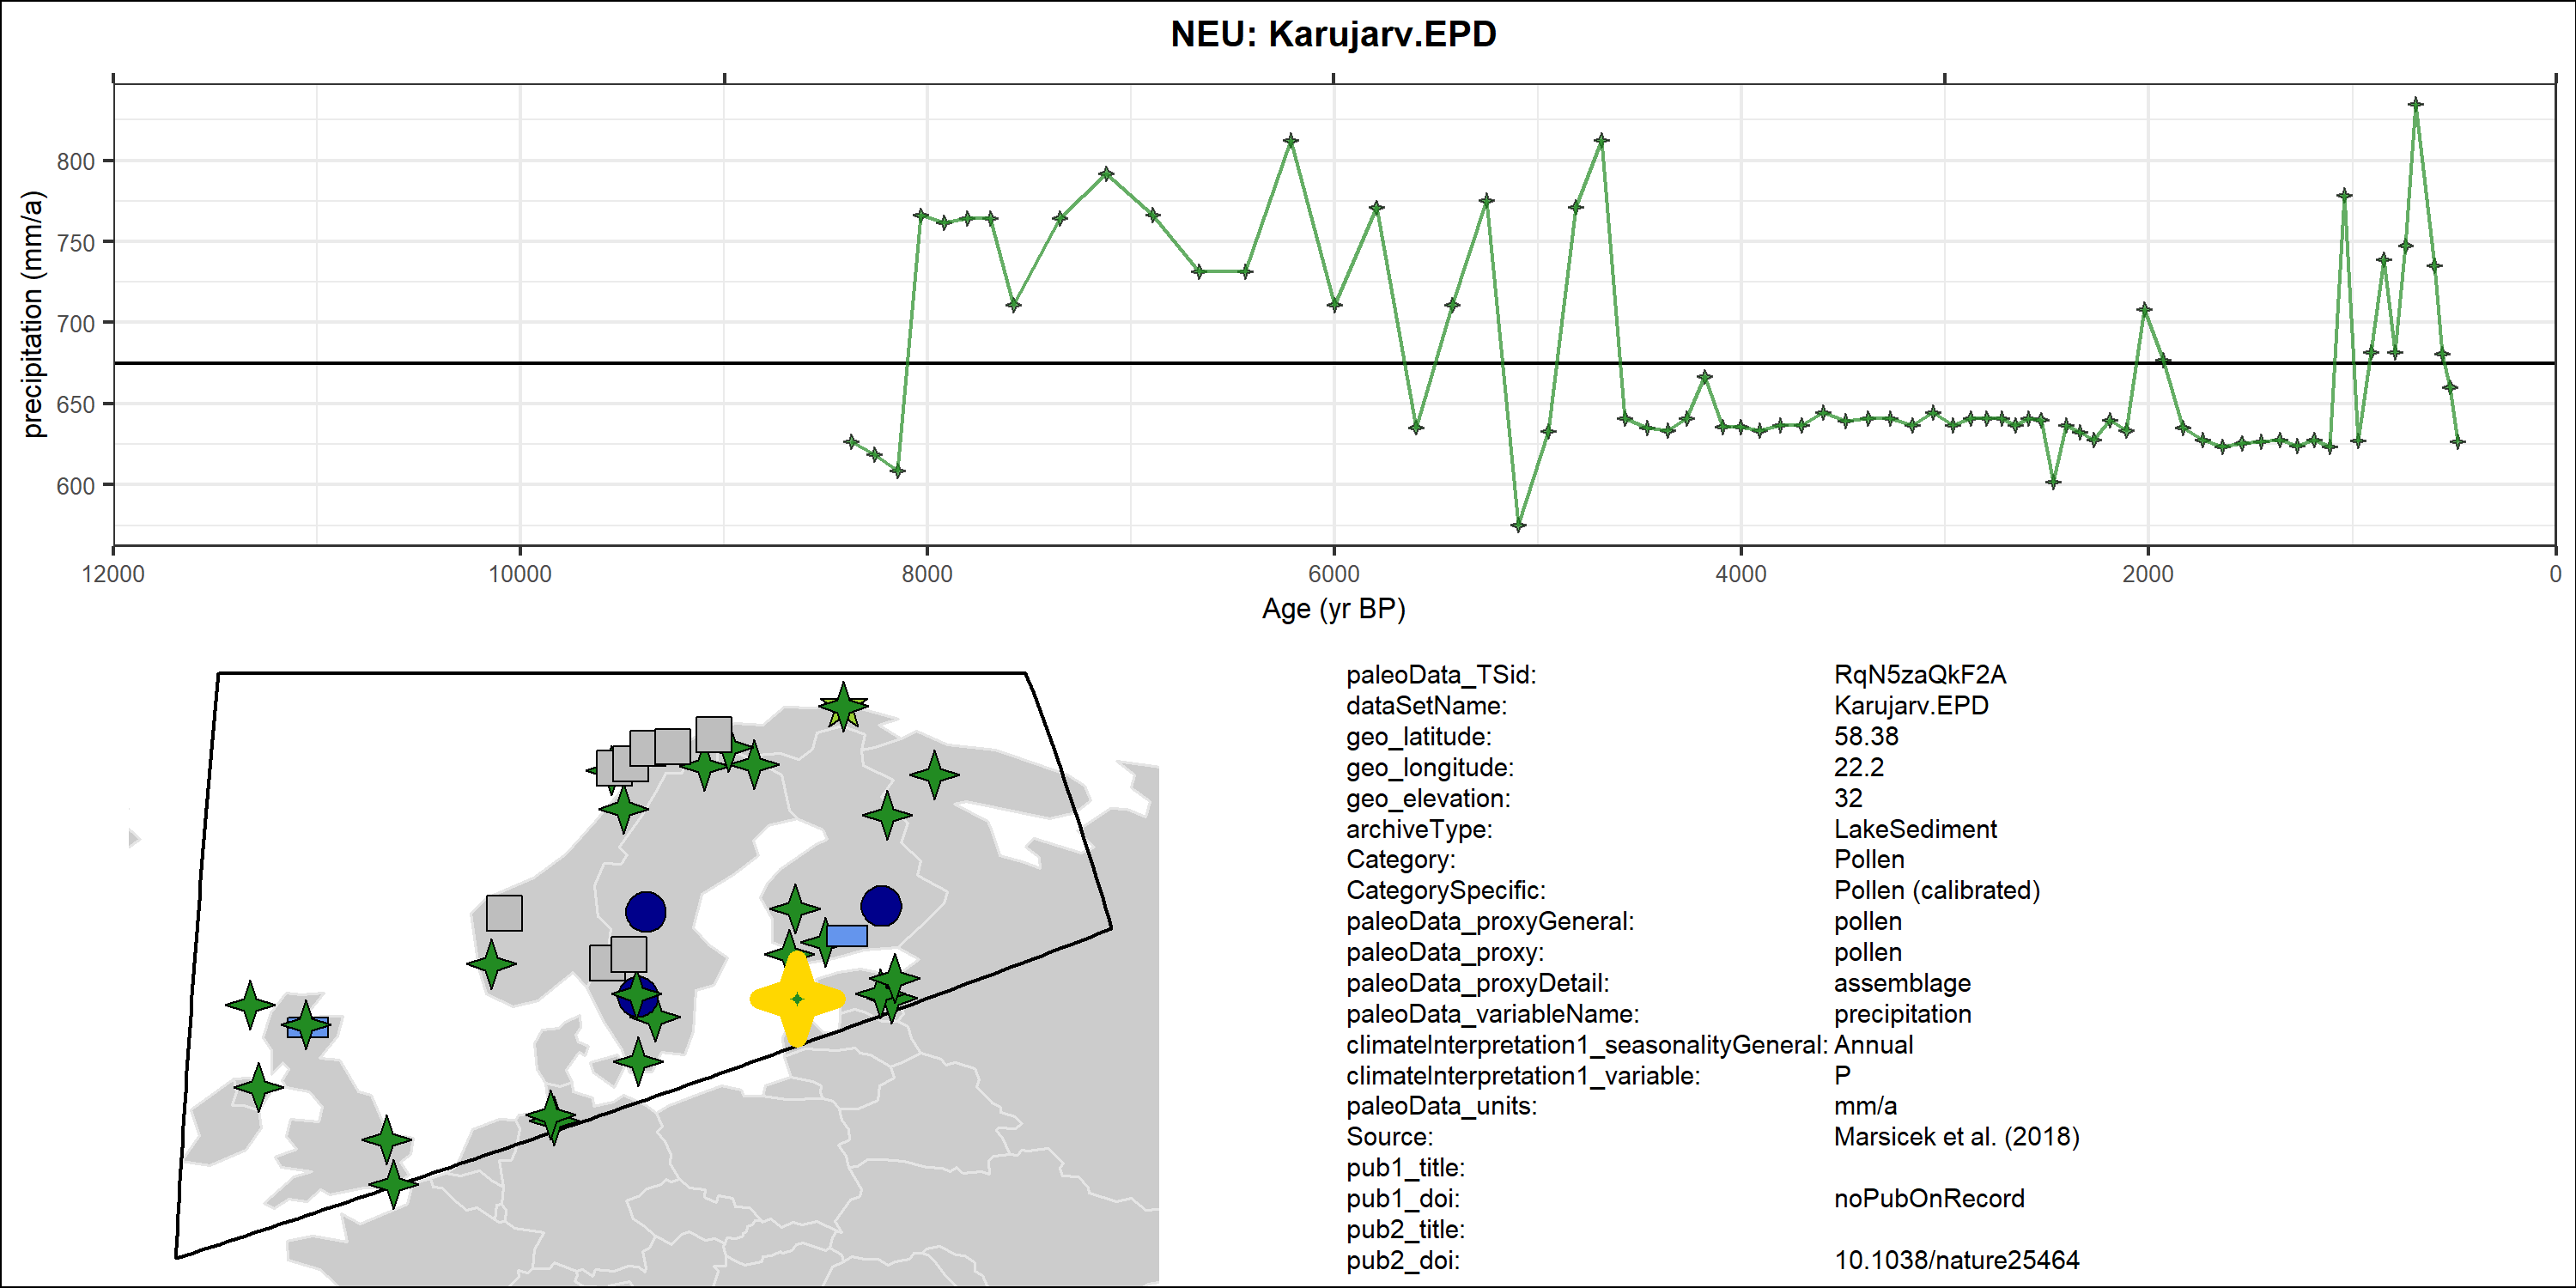 NEU: Karujarv.EPD
precipitation (mm/a)
800
750
700
650
600
12000 10000 8000 6000 4000 2000 0
Age (yr BP)
paleoData_TSid: RqN5zaQkF2A
dataSetName: Karujarv.EPD
geo_latitude: 58.38
geo_longitude: 22.2
geo_elevation: 32
archiveType: LakeSediment
Category: Pollen
CategorySpecific: Pollen (calibrated)
paleoData_proxyGeneral: pollen
paleoData_proxy: pollen
paleoData_proxyDetail: assemblage
paleoData_variableName: precipitation
climateInterpretation1_seasonalityGeneral: Annual
climateInterpretation1_variable: P
paleoData_units: mm/a
Source: Marsicek et al. (2018)
pub1_title:
pub1_doi: noPubOnRecord
pub2_title:
pub2_doi: 10.1038/nature25464